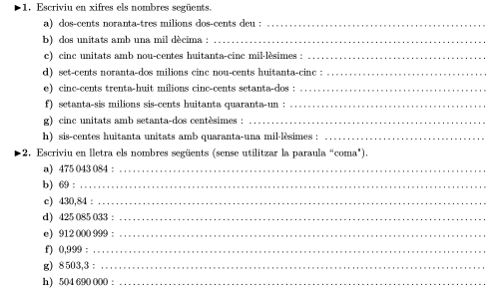 ►1. Escriviu en xifres els nombres següents.
a) dos-cents noranta-tres milions dos-cents deu :
b) dos unitats amb una mil dècima :
c) cinc unitats amb nou-centes huitanta-cinc mil·lèsimes :
d) set-cents noranta-dos milions cinc nou-cents huitanta-cinc :
e) cinc-cents trenta-huit milions cinc-cents setanta-dos :
f) setanta-sis milions sis-cents huitanta quaranta-un :
g) cinc unitats amb setanta-dos centèsimes :
h) sis-centes huitanta unitats amb quaranta-una mil·lèsimes :
►2. Escriviu en lletra els nombres següents (sense utilitzar la paraula “coma”).
a) 475 043 084 :
b) 69 :
c) 430,84 :
d) 425 085 033 :
e) 912 000 999 :
f) 0,999 :
g) 8 503,3 :
h) 504 690 000 :